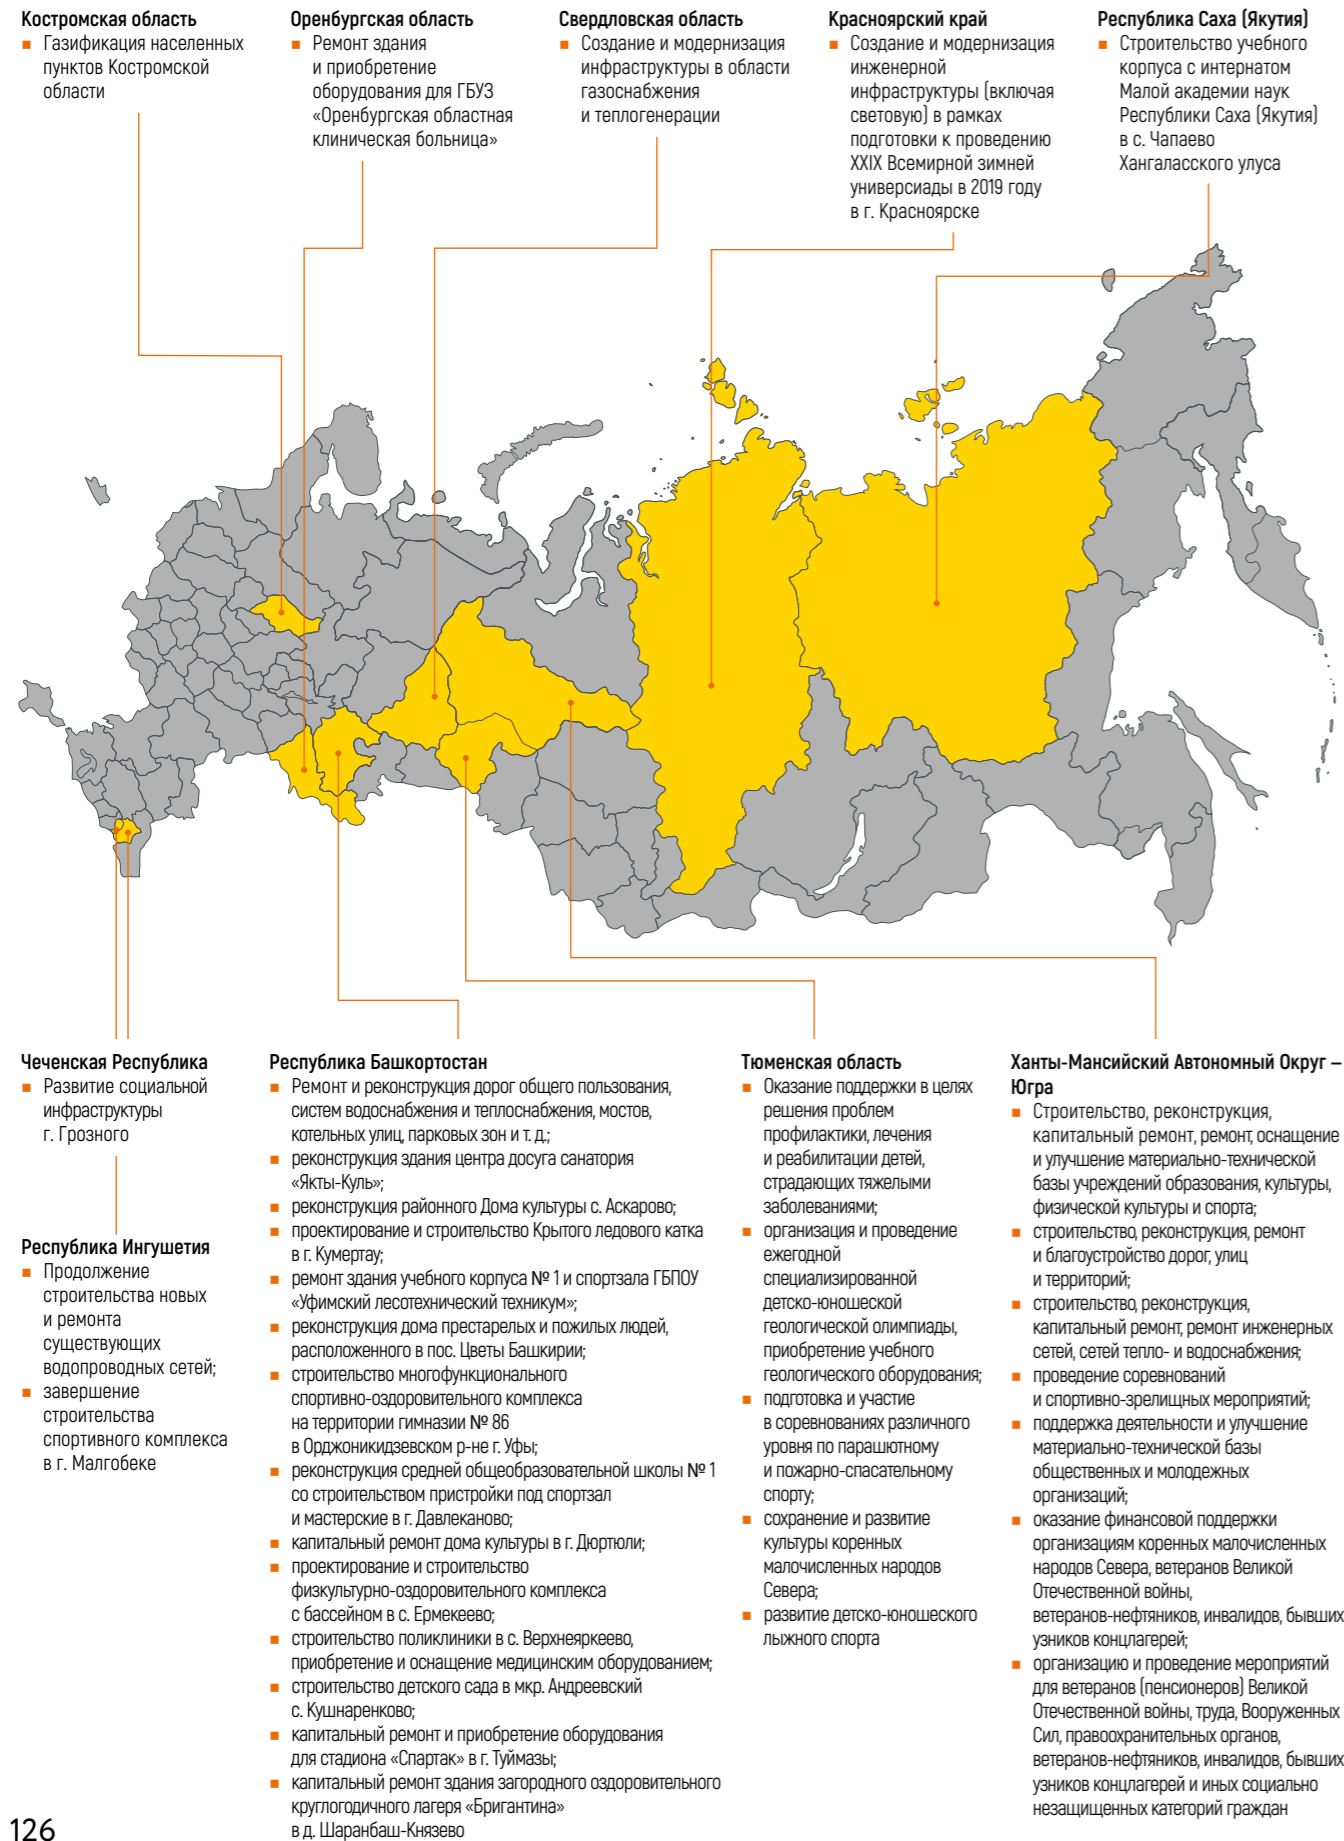 Костромская область
Газификация населенных
пунктов Костромской
области
Оренбургская область
Ремонт здания
и приобретение
оборудования для ГБУЗ
«Оренбургская областная
клиническая больница»
Свердловская область
Создание и модернизация
инфраструктуры в области
газоснабжения
и теплогенерации
Красноярский край
Создание и модернизация
инженерной
инфраструктуры (включая
световую) в рамках
подготовки к проведению
XXIX Всемирной зимней
универсиады в 2019 году
в г. Красноярске
Республика Саха (Якутия)
Строительство учебного
корпуса с интернатом
Малой академии наук
Республики Саха (Якутия)
в с. Чапаево
Хангаласского улуса
Чеченская Республика
Развитие социальной
инфраструктуры
г. Грозного
Республика Ингушетия
Продолжение
строительства новых
и ремонта
существующих
водопроводных сетей;
завершение
строительства
спортивного комплекса
в г. Малгобеке
Республика Башкортостан
Ремонт и реконструкция дорог общего пользования,
систем водоснабжения и теплоснабжения, мостов,
котельных улиц, парковых зон и т. д.;
реконструкция здания центра досуга санатория
«Якты-Куль»;
реконструкция районного Дома культуры с. Аскарово;
проектирование и строительство Крытого ледового катка
в г. Кумертау;
ремонт здания учебного корпуса № 1 и спортзала ГБПОУ
«Уфимский лесотехнический техникум»;
реконструкция дома престарелых и пожилых людей,
расположенного в пос. Цветы Башкирии;
строительство многофункционального
спортивно-оздоровительного комплекса
на территории гимназии № 86
в Орджоникидзевском р-не г. Уфы;
реконструкция средней общеобразовательной школы № 1
со строительством пристройки под спортзал
и мастерские в г. Давлеканово;
капитальный ремонт дома культуры в г. Дюртюли;
проектирование и строительство
физкультурно-оздоровительного комплекса
с бассейном в с. Ермекеево;
строительство поликлиники в с. Верхнеяркеево,
приобретение и оснащение медицинским оборудованием;
строительство детского сада в мкр. Андреевский
с. Кушнаренково;
капитальный ремонт и приобретение оборудования
для стадиона «Спартак» в г. Туймазы;
капитальный ремонт здания загородного оздоровительного
круглогодичного лагеря «Бригантина»
в д. Шаранбаш-Князево
Тюменская область
Оказание поддержки в целях
решения проблем
профилактики, лечения
и реабилитации детей,
страдающих тяжелыми
заболеваниями;
организация и проведение
ежегодной
специализированной
детско-юношеской
геологической олимпиады,
приобретение учебного
геологического оборудования;
подготовка и участие
в соревнованиях различного
уровня по парашютному
и пожарно-спасательному
спорту;
сохранение и развитие
культуры коренных
малочисленных народов
Севера;
развитие детско-юношеского
лыжного спорта
Ханты-Мансийский Автономный Округ –
Югра
Строительство, реконструкция,
капитальный ремонт, ремонт, оснащение
и улучшение материально-технической
базы учреждений образования, культуры,
физической культуры и спорта;
строительство, реконструкция, ремонт
и благоустройство дорог, улиц
и территорий;
строительство, реконструкция,
капитальный ремонт, ремонт инженерных
сетей, сетей тепло- и водоснабжения;
проведение соревнований
и спортивно-зрелищных мероприятий;
поддержка деятельности и улучшение
материально-технической базы
общественных и молодежных
организаций;
оказание финансовой поддержки
организациям коренных малочисленных
народов Севера, ветеранов Великой
Отечественной войны,
ветеранов-нефтяников, инвалидов, бывших
узников концлагерей;
организацию и проведение мероприятий
для ветеранов (пенсионеров) Великой
Отечественной войны, труда, Вооруженных
Сил, правоохранительных органов,
ветеранов-нефтяников, инвалидов, бывших
узников концлагерей и иных социально
незащищенных категорий граждан
126